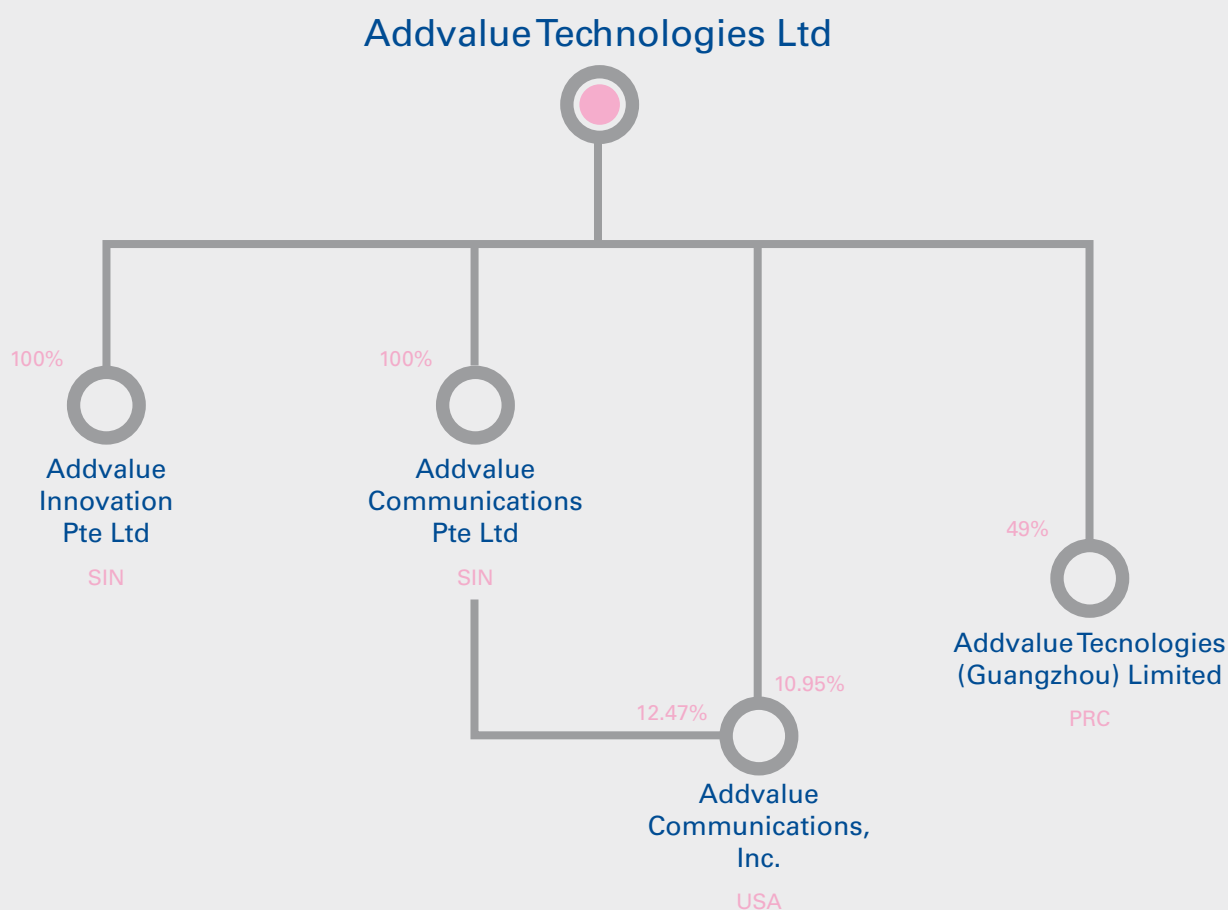 Addvalue Technologies Ltd
100%
Addvalue
Innovation
Pte Ltd
SIN
100%
Addvalue
Communications
Pte Ltd
SIN
12.47%
10.95%
Addvalue
Communications,
Inc.
USA
49%
Addvalue Tecnologies
(Guangzhou) Limited
PRC